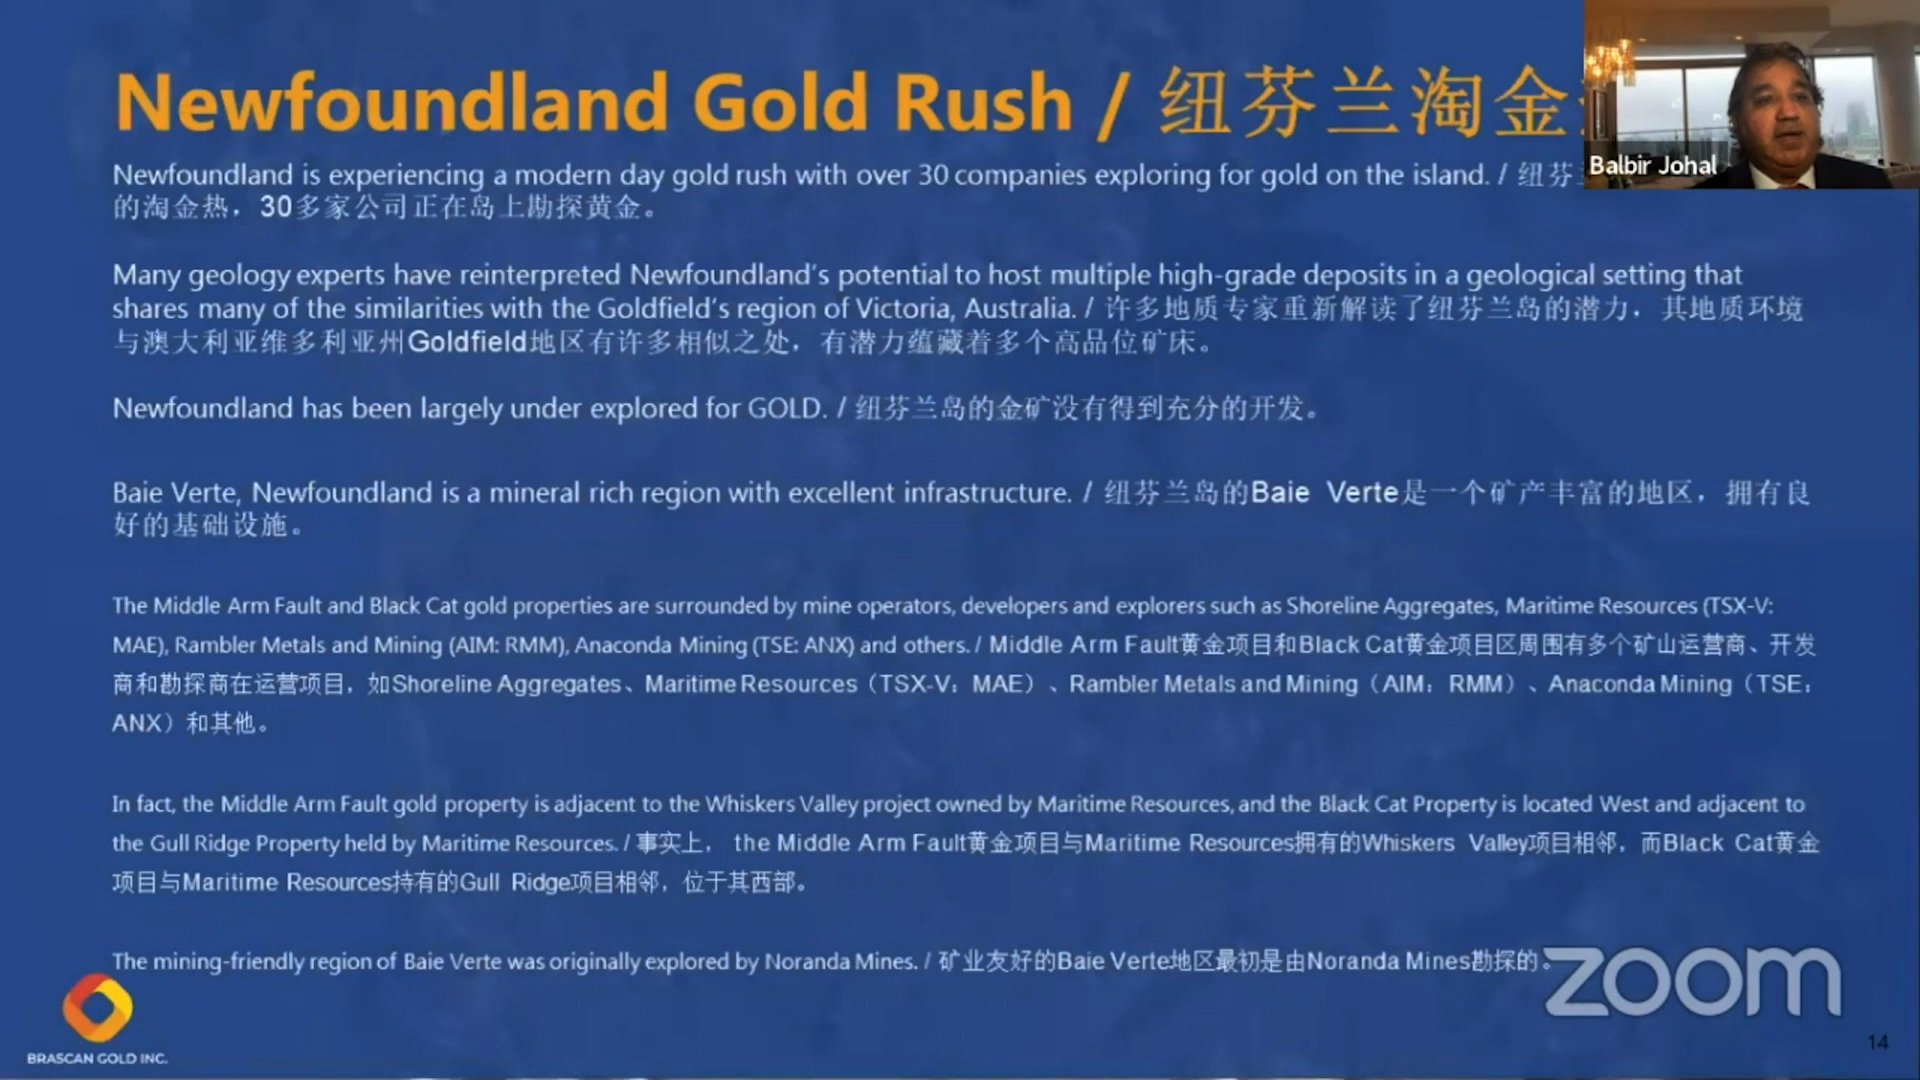 Newfoundland Gold Rush / 纽芬兰淘金
Balbir Johal
Newfoundland is experiencing a modern day gold rush with over 30 companies exploring for gold on the island. / 纽芬
的淘金热，30多家公司正在岛上勘探黄金。
Many geology experts have reinterpreted Newfoundland's potential to host multiple high-grade deposits in a geological setting that
shares many of the similarities with the Goldfield's region of Victoria, Australia. / 许多地质专家重新解读了纽芬兰岛的潜力，其地质环境
与澳大利亚维多利亚州Goldfield地区有许多相似之处，有潜力蕴藏着多个高品位矿床。
Newfoundland has been largely under explored for GOLD. / 纽芬兰岛的金矿没有得到充分的开发。
Baie Verte, Newfoundland is a mineral rich region with excellent infrastructure. / 纽芬兰岛的Baie Verte是一个矿产丰富的地区，拥有良
好的基础设施。
The Middle Arm Fault and Black Cat gold properties are surrounded by mine operators, developers and explorers such as Shoreline Aggregates, Maritime Resources (TSX-V:
MAE), Rambler Metals and Mining (AIM: RMM), Anaconda Mining (TSE: ANX) and others. / Middle Arm Fault黄金项目和Black Cat黄金项目区周围有多个矿山运营商、开发
商和勘探商在运营项目，如Shoreline Aggregates、Maritime Resources（TSX-V：MAE）、Rambler Metals and Mining（AIM：RMM）、Anaconda Mining（TSE：
ANX）和其他。
In fact, the Middle Arm Fault gold property is adjacent to the Whiskers Valley project owned by Maritime Resources, and the Black Cat Property is located West and adjacent to
the Gull Ridge Property held by Maritime Resources. / 事实上， the Middle Arm Fault黄金项目与Maritime Resources拥有的Whiskers Valley项目相邻，而Black Cat黄金
项目与Maritime Resources持有的Gull Ridge项目相邻，位于其西部。
The mining-friendly region of Baie Verte was originally explored by Noranda Mines. / 矿业友好的Baie Verte地区最初是由Noranda Mines勘探的。
zoom
BRASCAN GOLD INC.
14